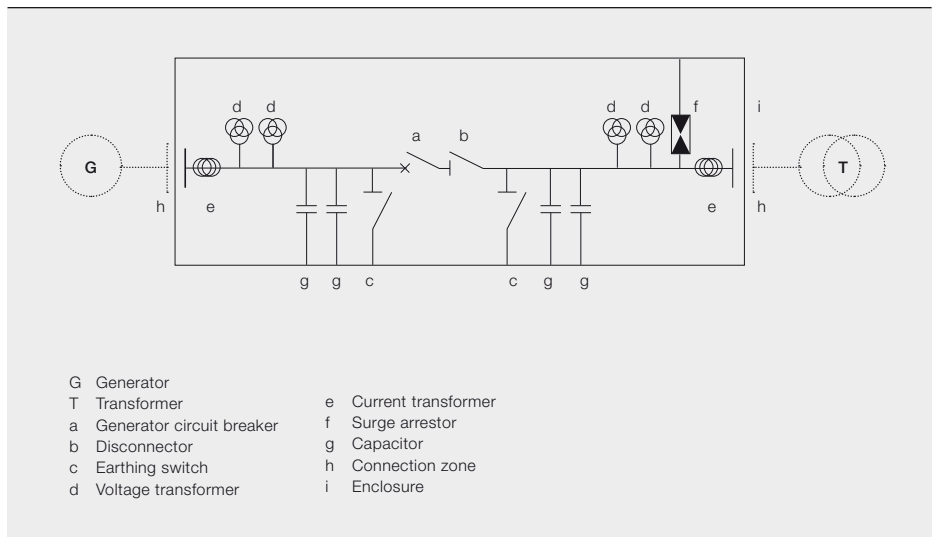 d d d d f i
a b
G T
h e e h
g g c c g g
G Generator
T Transformer
a Generator circuit breaker
b Disconnector
c Earthing switch
d Voltage transformer
e Current transformer
f Surge arrestor
g Capacitor
h Connection zone
i Enclosure